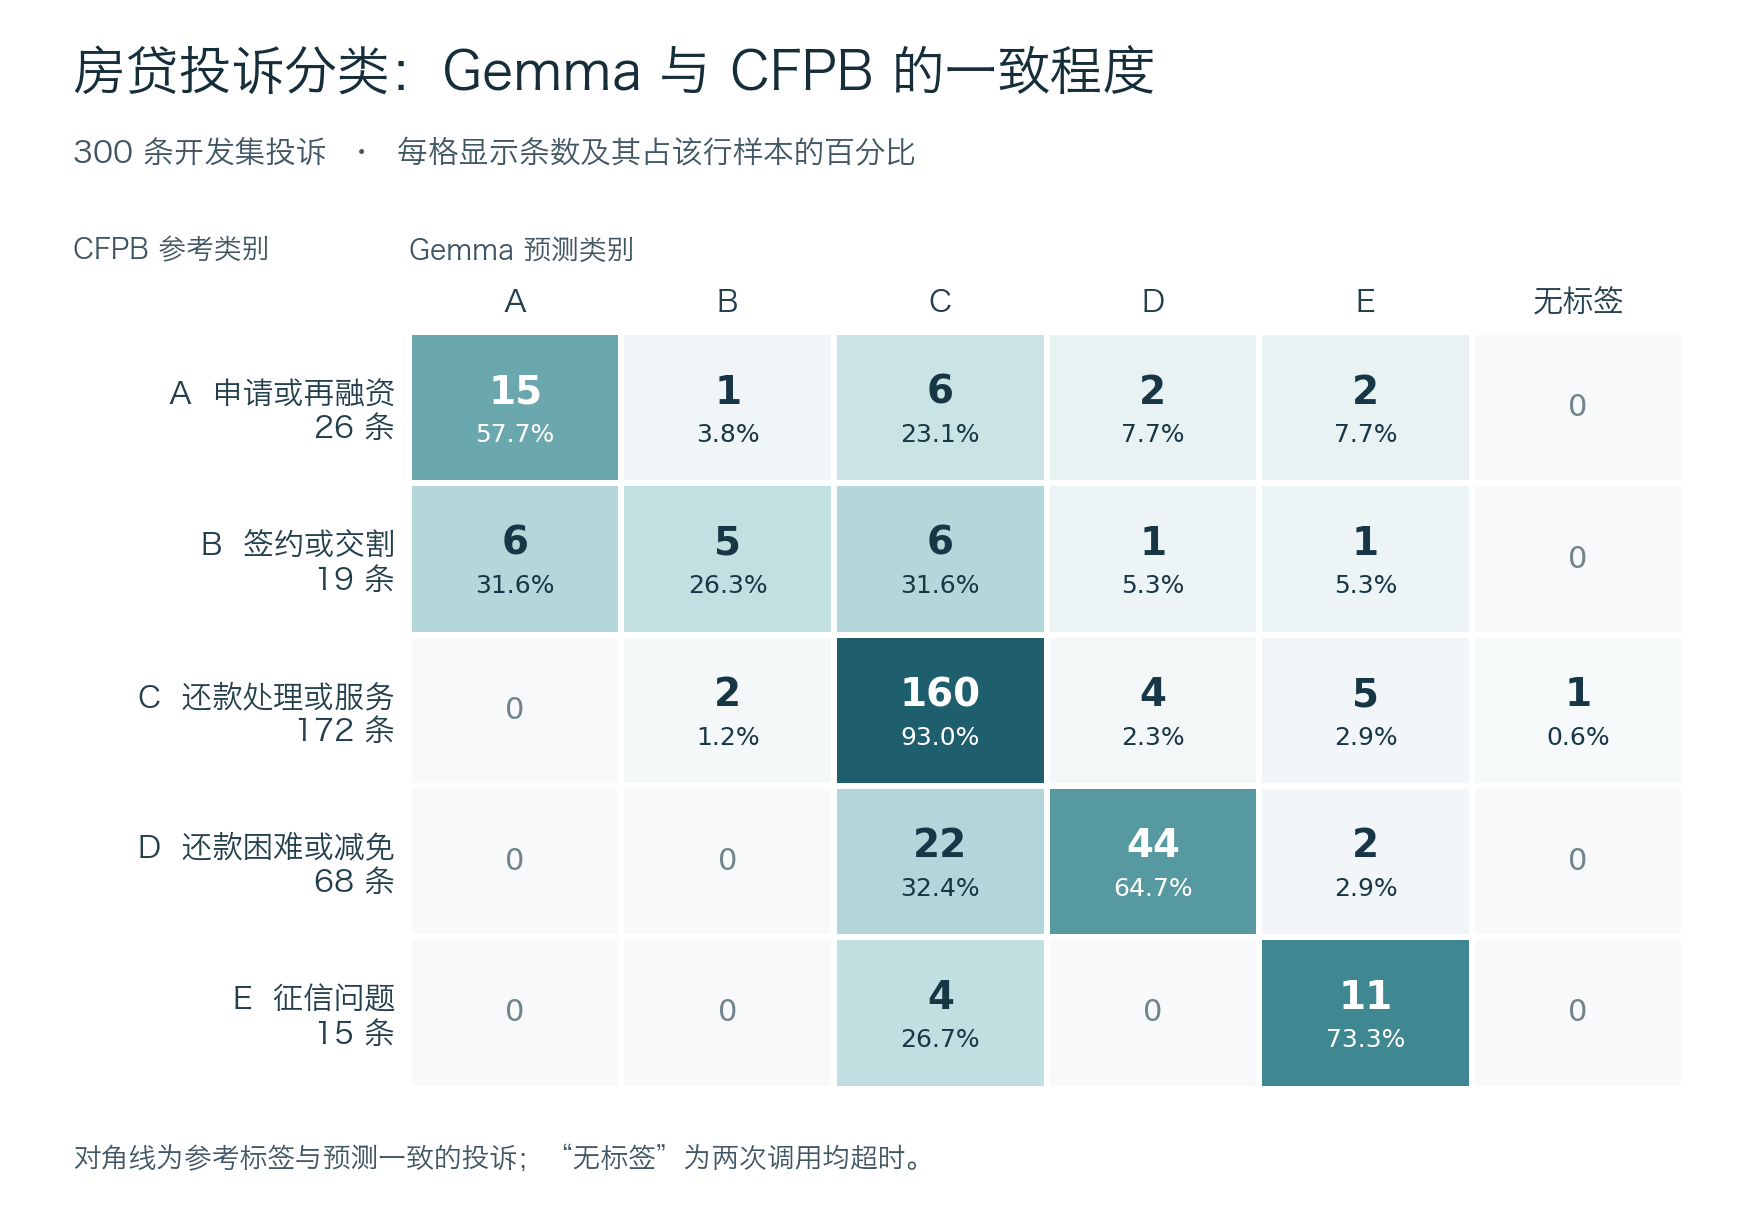 房贷投诉分类：Gemma 与 CFPB 的一致程度
300 条开发集投诉 · 每格显示条数及其占该行样本的百分比
CFPB 参考类别 Gemma 预测类别
A B C D E 无标签
A 申请或再融资 15 1 6 2 2 0
26 条 57.7% 3.8% 23.1% 7.7% 7.7%
B 签约或交割 6 5 6 1 1 0
19 条 31.6% 26.3% 31.6% 5.3% 5.3%
C 还款处理或服务 0 2 160 4 5 1
172 条 1.2% 93.0% 2.3% 2.9% 0.6%
D 还款困难或减免 0 0 22 44 2 0
68 条 32.4% 64.7% 2.9%
E 征信问题 0 0 4 0 11 0
15 条 26.7% 73.3%
对角线为参考标签与预测一致的投诉；“无标签”为两次调用均超时。